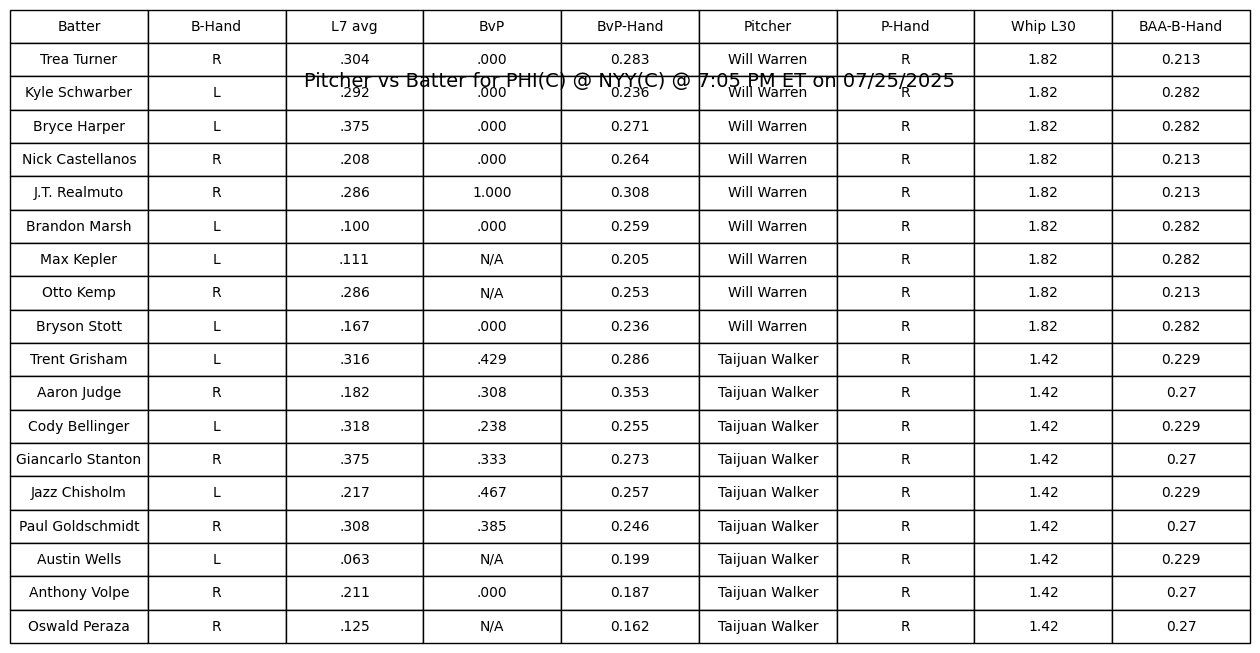 Batter B-Hand L7 avg BvP BvP-Hand Pitcher P-Hand Whip L30 BAA-B-Hand
Trea Turner R .304 .000 0.283 Will Warren R 1.82 0.213
Pitcher vs Batter for PHI(C) @ NYY(C) @ 7:05 PM ET on 07/25/2025
Kyle Schwarber L .292 .000 0.236 Will Warren R 1.82 0.282
Bryce Harper L .375 .000 0.271 Will Warren R 1.82 0.282
Nick Castellanos R .208 .000 0.264 Will Warren R 1.82 0.213
J.T. Realmuto R .286 1.000 0.308 Will Warren R 1.82 0.213
Brandon Marsh L .100 .000 0.259 Will Warren R 1.82 0.282
Max Kepler L .111 N/A 0.205 Will Warren R 1.82 0.282
Otto Kemp R .286 N/A 0.253 Will Warren R 1.82 0.213
Bryson Stott L .167 .000 0.236 Will Warren R 1.82 0.282
Trent Grisham L .316 .429 0.286 Taijuan Walker R 1.42 0.229
Aaron Judge R .182 .308 0.353 Taijuan Walker R 1.42 0.27
Cody Bellinger L .318 .238 0.255 Taijuan Walker R 1.42 0.229
Giancarlo Stanton R .375 .333 0.273 Taijuan Walker R 1.42 0.27
Jazz Chisholm L .217 .467 0.257 Taijuan Walker R 1.42 0.229
Paul Goldschmidt R .308 .385 0.246 Taijuan Walker R 1.42 0.27
Austin Wells L .063 N/A 0.199 Taijuan Walker R 1.42 0.229
Anthony Volpe R .211 .000 0.187 Taijuan Walker R 1.42 0.27
Oswald Peraza R .125 N/A 0.162 Taijuan Walker R 1.42 0.27